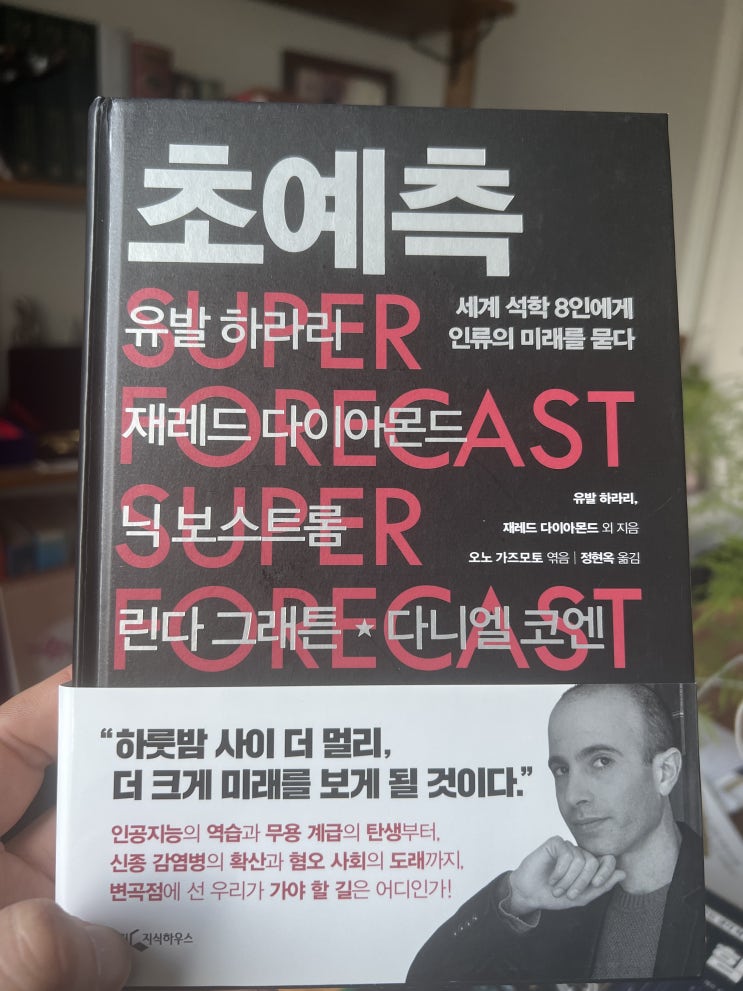 초예측
세계 석학 8인에게
인류의 미래를 묻다
SUPER
유발 하라리
FORECAST
재레드 다이아몬드
SUPER
닉 보스트롬
FORECAST
린다 그래튼 ★ 다니엘 코엔
유발 하라리,
재레드 다이아몬드 외 지음
오노 가즈모토 엮음 | 정현옥 옮김
“하룻밤 사이 더 멀리,
더 크게 미래를 보게 될 것이다.”
인공지능의 역습과 무용 계급의 탄생부터,
신종 감염병의 확산과 혐오 사회의 도래까지,
변곡점에 선 우리가 가야 할 길은 어디인가!
지식하우스